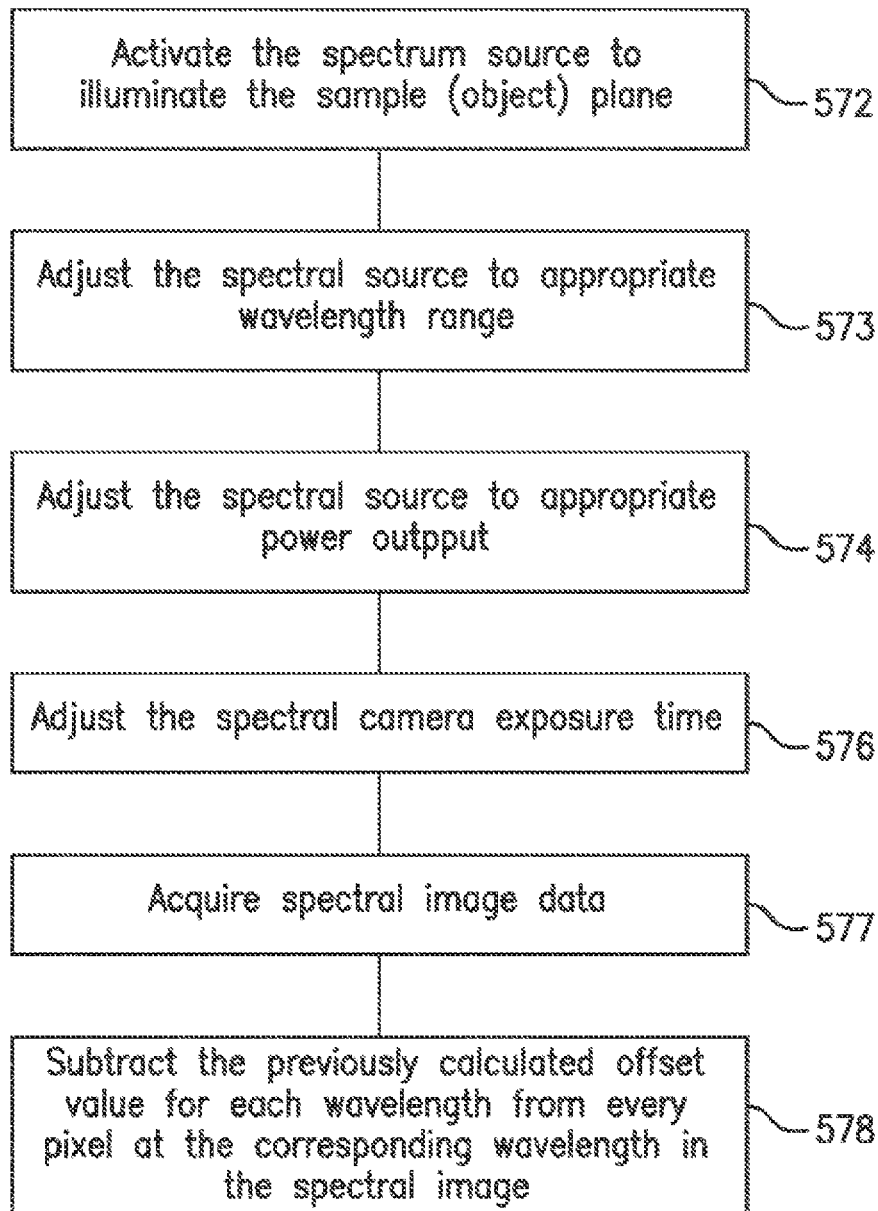 Activate the spectrum source to
illuminate the sample (object) plane
572
Adjust the spectral source to appropriate
wavelength range
573
Adjust the spectral source to appropriate
power outpput
574
Adjust the spectral camera exposure time
576
Acquire spectral image data
577
Subtract the previously calculated offset
value for each wavelength from every
pixel at the corresponding wavelength in
the spectral image
578